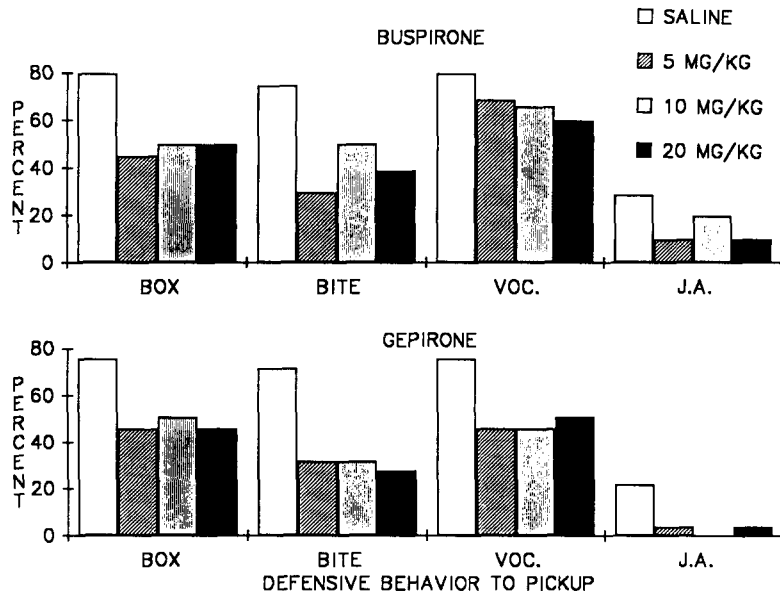 BUSPIRONE
SALINE
5 MG/KG
10 MG/KG
20 MG/KG
PERCENT
80
60
40
20
0
BOX BITE VOC. J.A.
GEPIRONE
PERCENT
80
60
40
20
0
BOX BITE VOC. J.A.
DEFENSIVE BEHAVIOR TO PICKUP